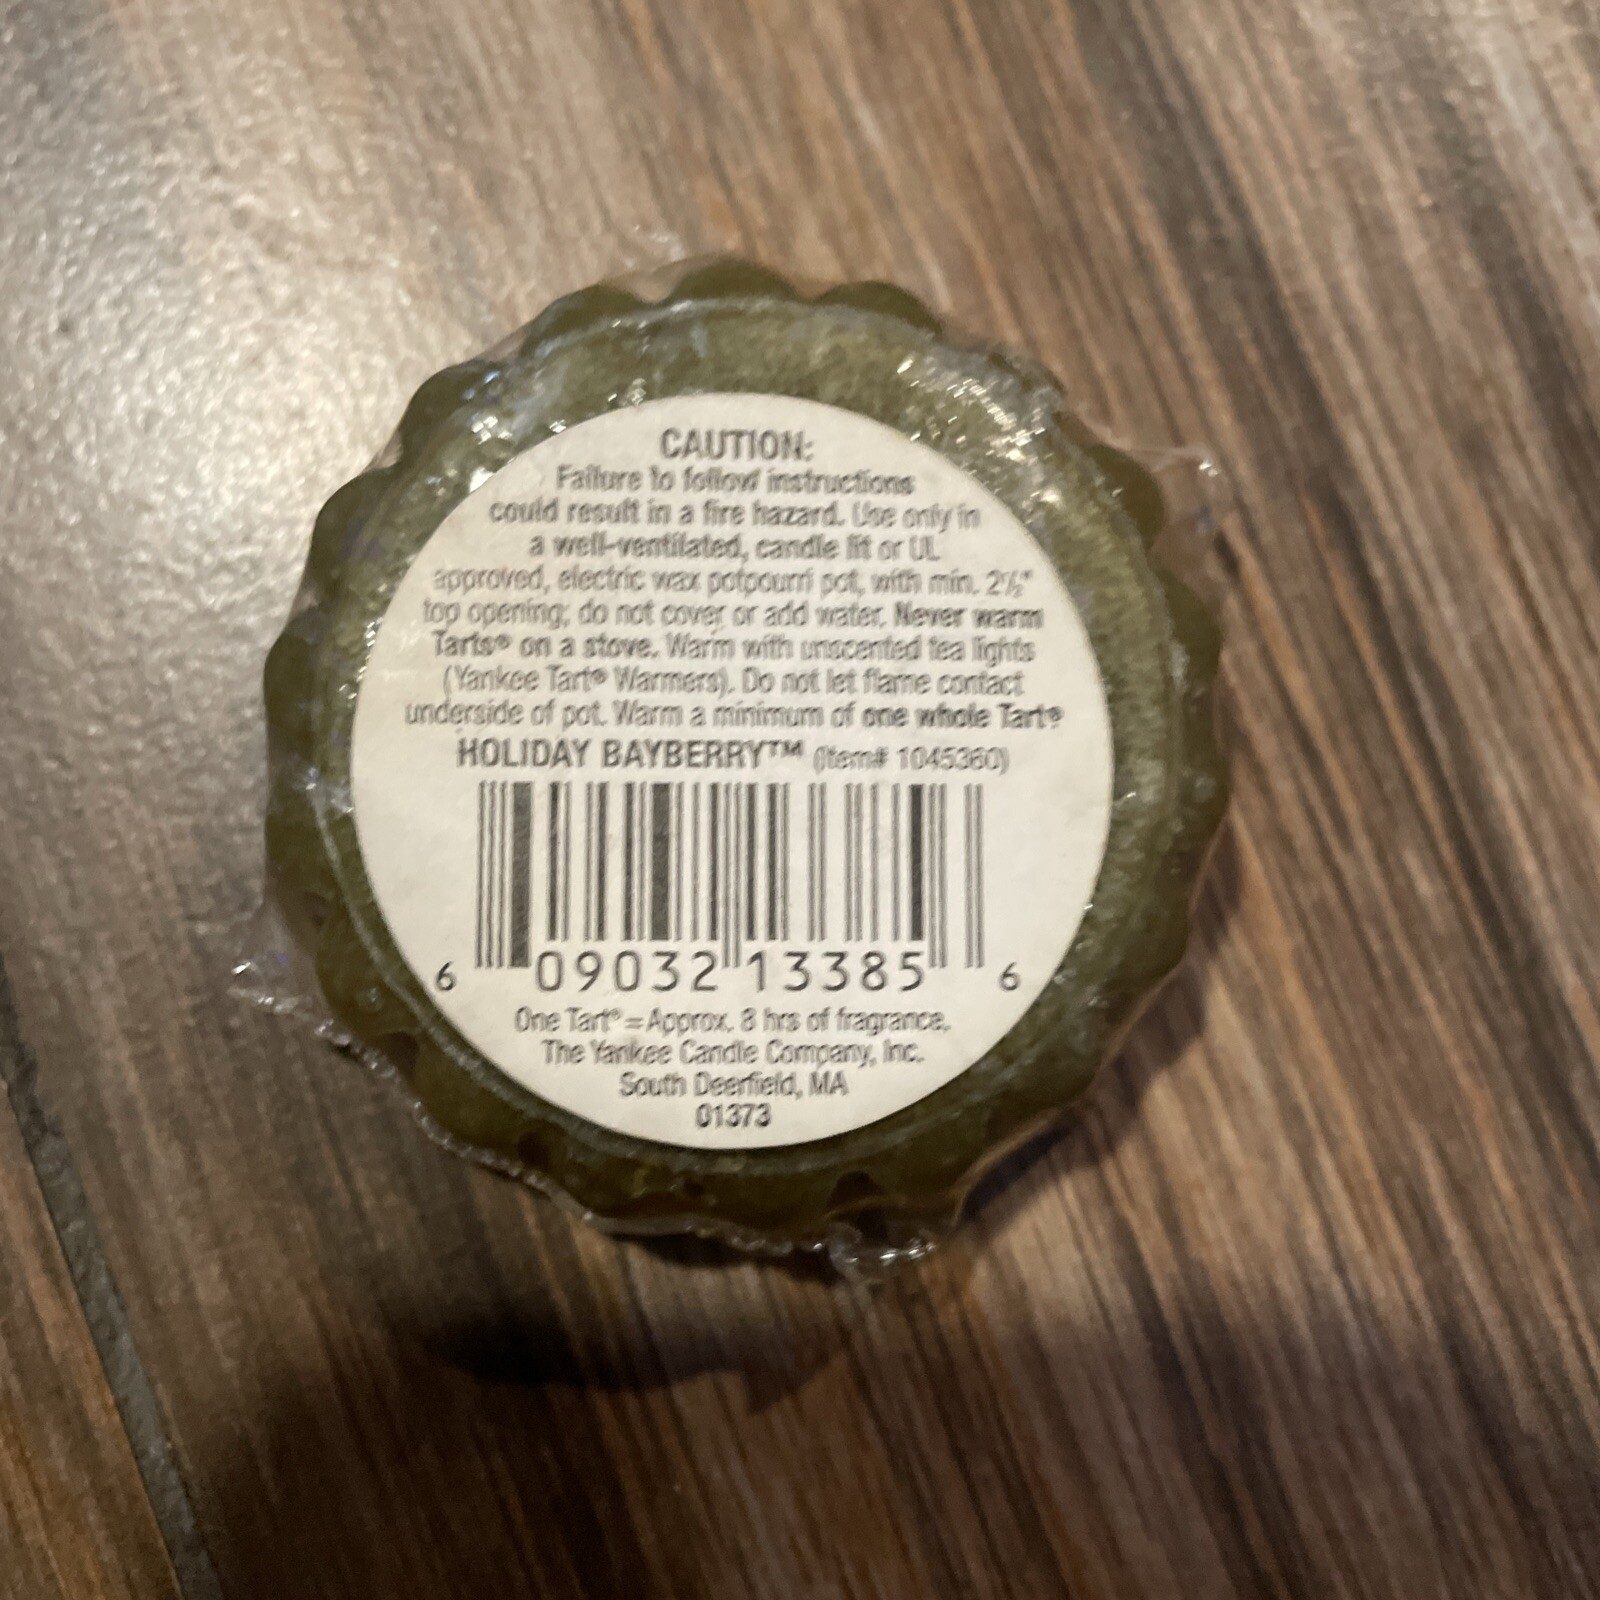 CAUTION:
Failure to follow instructions
could result in a fire hazard. Use only in
a well-ventilated, candle lit or UL
approved, electric wax potpourri pot, with min. 2½"
top opening; do not cover or add water. Never warm
Tarts® on a stove. Warm with unscented tea lights
(Yankee Tart® Warmers). Do not let flame contact
underside of pot. Warm a minimum of one whole Tart®
HOLIDAY BAYBERRY™ (Item# 1045360)
6 09032 13385 6
One Tart® = Approx. 8 hrs of fragrance.
The Yankee Candle Company, Inc.
South Deerfield, MA
01373